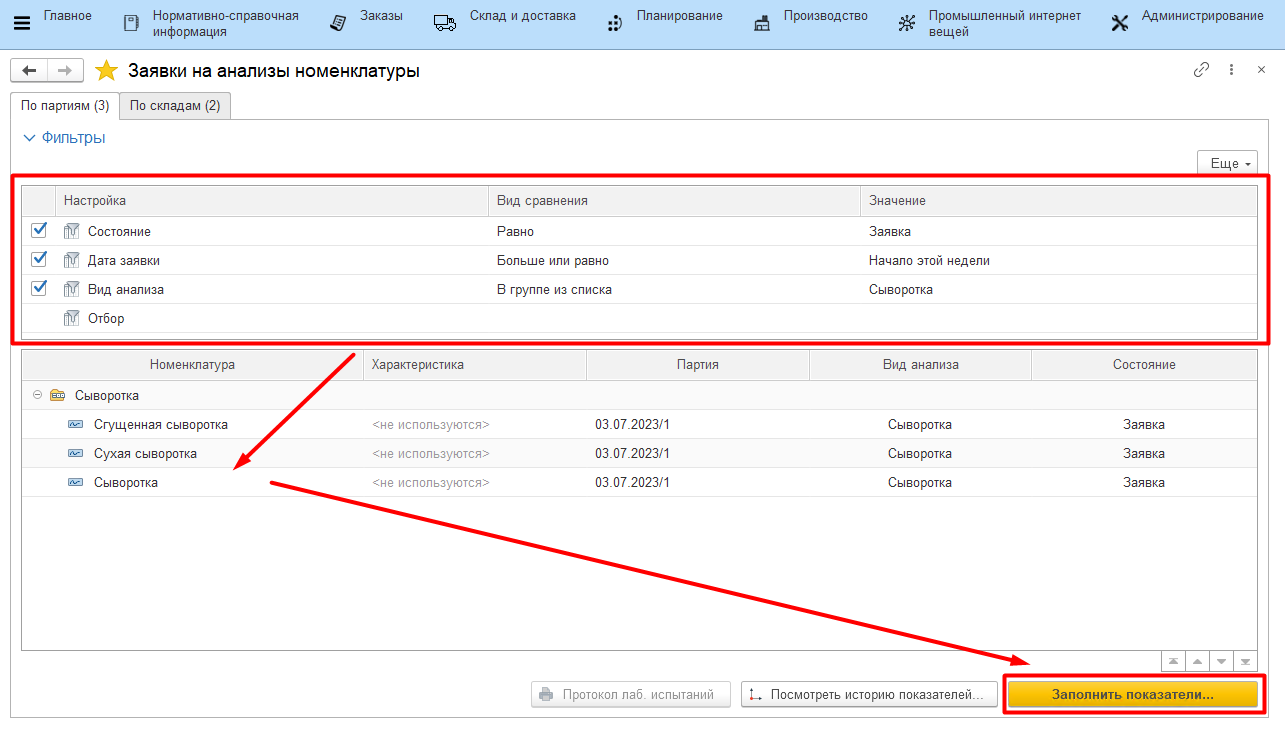 Главное
Нормативно-справочная
информация
Заказы
Склад и доставка
Планирование
Производство
Промышленный интернет
вещей
Администрирование
Заявки на анализы номенклатуры
По партиям (3) По складам (2)
Фильтры
Еще
Настройка Вид сравнения Значение
Состояние Равно Заявка
Дата заявки Больше или равно Начало этой недели
Вид анализа В группе из списка Сыворотка
Отбор
Номенклатура Характеристика Партия Вид анализа Состояние
Сыворотка
Сгущенная сыворотка <не используются> 03.07.2023/1 Сыворотка Заявка
Сухая сыворотка <не используются> 03.07.2023/1 Сыворотка Заявка
Сыворотка <не используются> 03.07.2023/1 Сыворотка Заявка
Протокол лаб. испытаний Посмотреть историю показателей... Заполнить показатели...